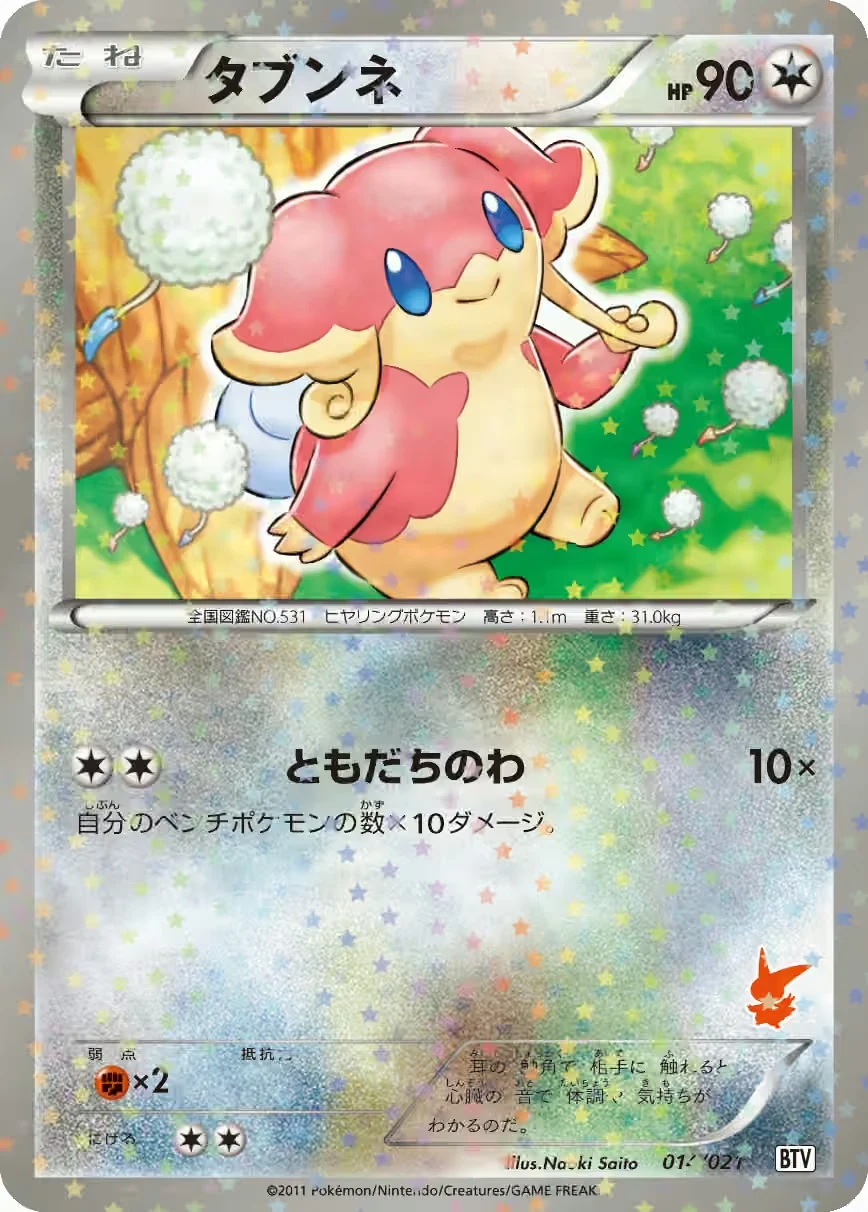 たね タブンネ HP90
全国図鑑NO.531 ヒヤリングポケモン 高さ:1.1m 重さ:31.0kg
ともだちのわ 10×
じぶん かず
自分のベンチポケモンの数×10ダメージ。
弱点 抵抗
×2
にげる
耳の 触角で 相手に 触れると
心臓の 音で 体調や 気持ちが
わかるのだ。
illus.Naoki Saito BTV
©2011 Pokémon/Nintendo/Creatures/GAME FREAK.